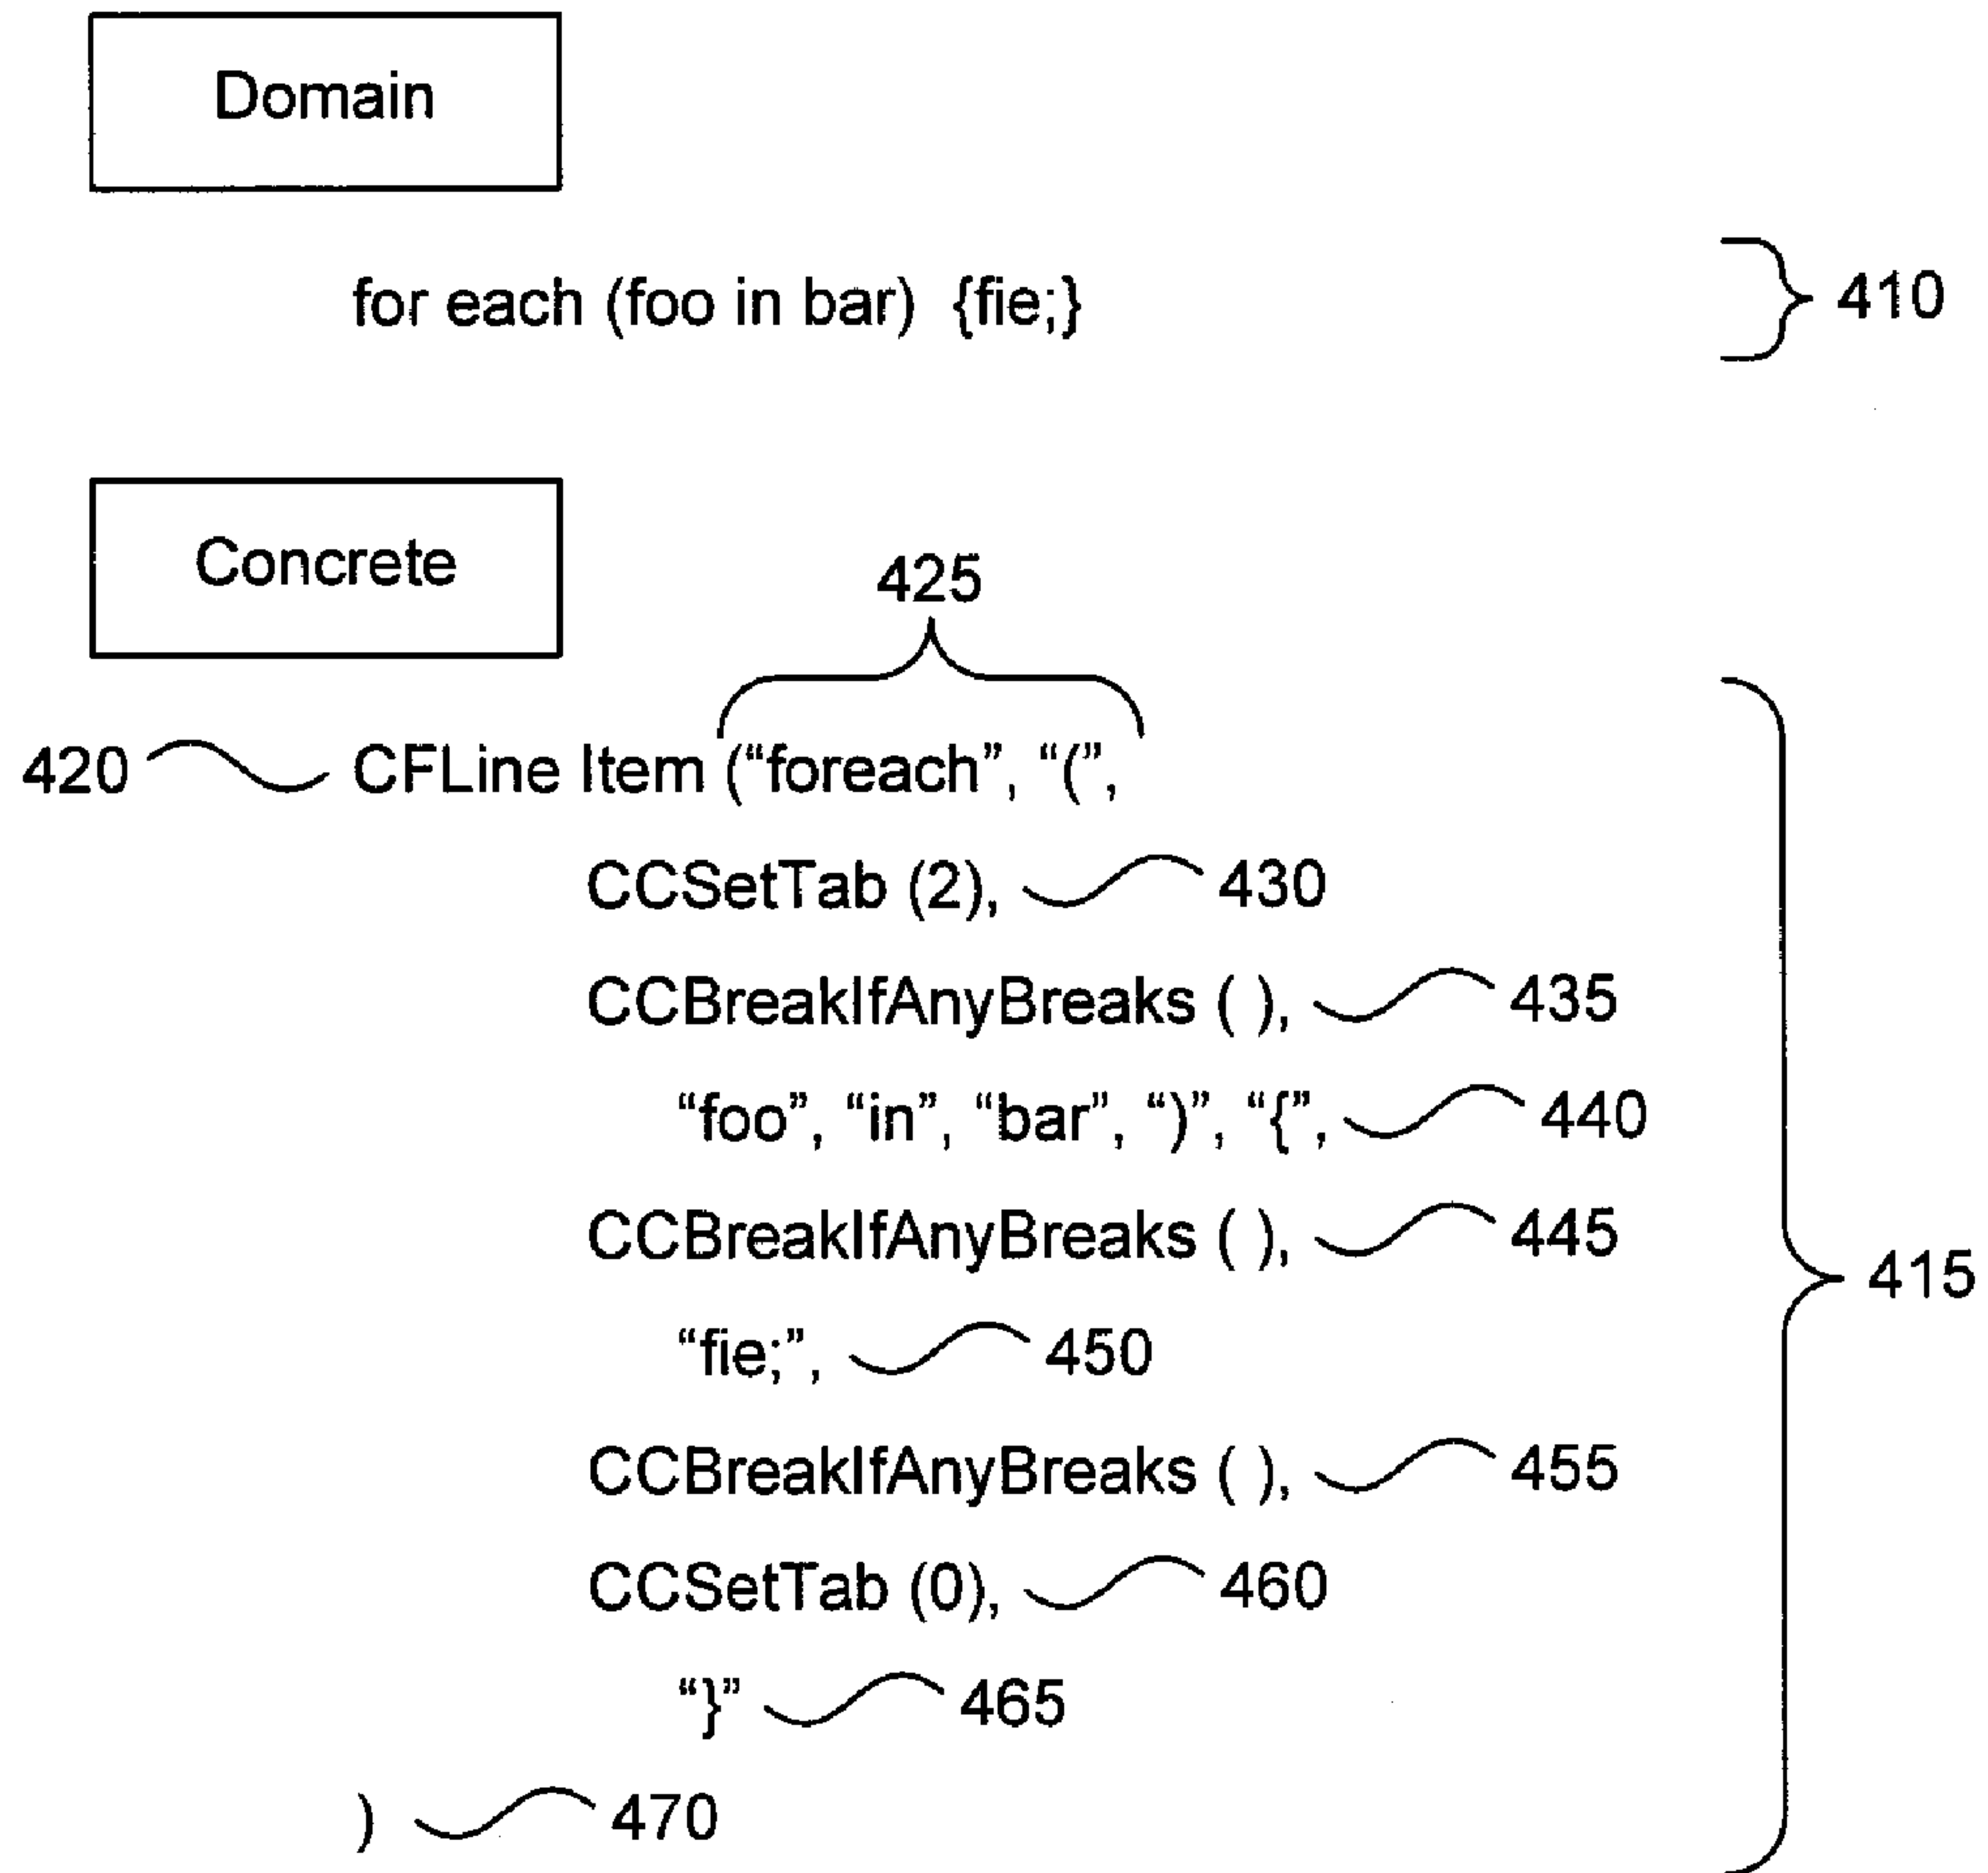 Domain
for each (foo in bar) {fie;} 410
Concrete
425
420 CFLine Item (“foreach”, “(”,
CCSetTab (2), 430
CCBreakIfAnyBreaks ( ), 435
“foo”, “in”, “bar”, “)”, “{”, 440
CCBreakIfAnyBreaks ( ), 445
415
“fie;”, 450
CCBreakIfAnyBreaks ( ), 455
CCSetTab (0), 460
“}” 465
) 470